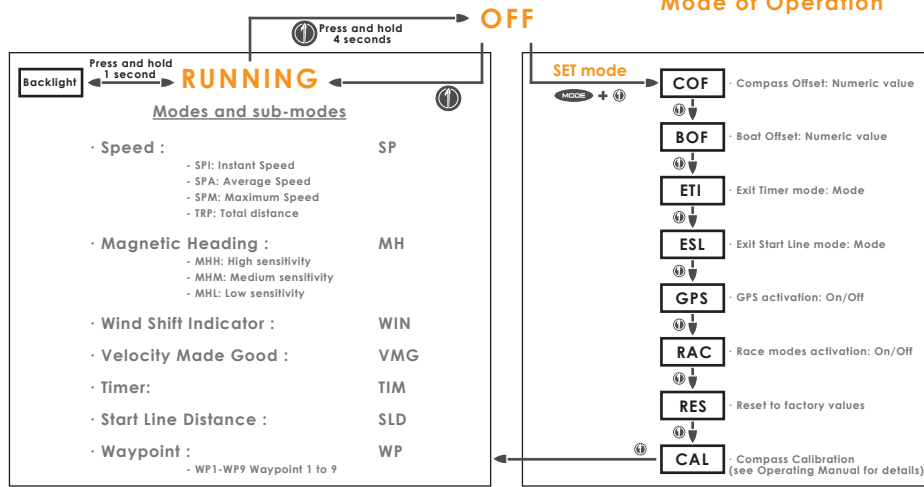 Mode of Operation
OFF
Press and hold
4 seconds
Backlight
Press and hold
1 second
RUNNING
Modes and sub-modes
· Speed : SP
- SPI: Instant Speed
- SPA: Average Speed
- SPM: Maximum Speed
- TRP: Total distance
· Magnetic Heading : MH
- MHH: High sensitivity
- MHM: Medium sensitivity
- MHL: Low sensitivity
· Wind Shift Indicator : WIN
· Velocity Made Good : VMG
· Timer: TIM
· Start Line Distance : SLD
· Waypoint : WP
- WP1-WP9 Waypoint 1 to 9
SET mode
MODE +
COF · Compass Offset: Numeric value
BOF · Boat Offset: Numeric value
ETI · Exit Timer mode: Mode
ESL · Exit Start Line mode: Mode
GPS · GPS activation: On/Off
RAC · Race modes activation: On/Off
RES · Reset to factory values
CAL · Compass Calibration
(see Operating Manual for details)